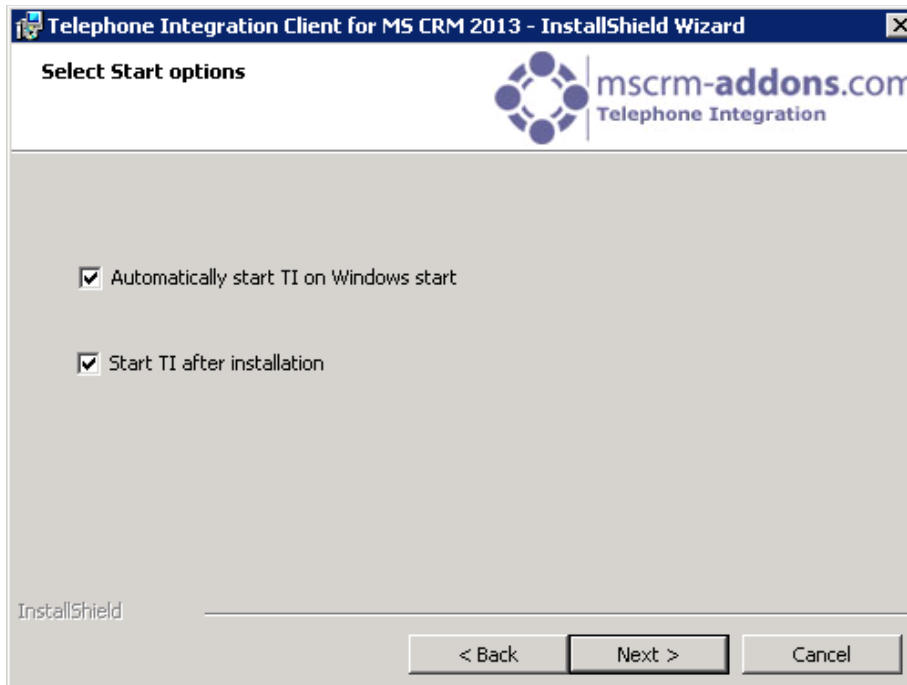 Telephone Integration Client for MS CRM 2013 - InstallShield Wizard
Select Start options
mscrm-addons.com
Telephone Integration
Automatically start TI on Windows start
Start TI after installation
InstallShield
< Back
Next >
Cancel